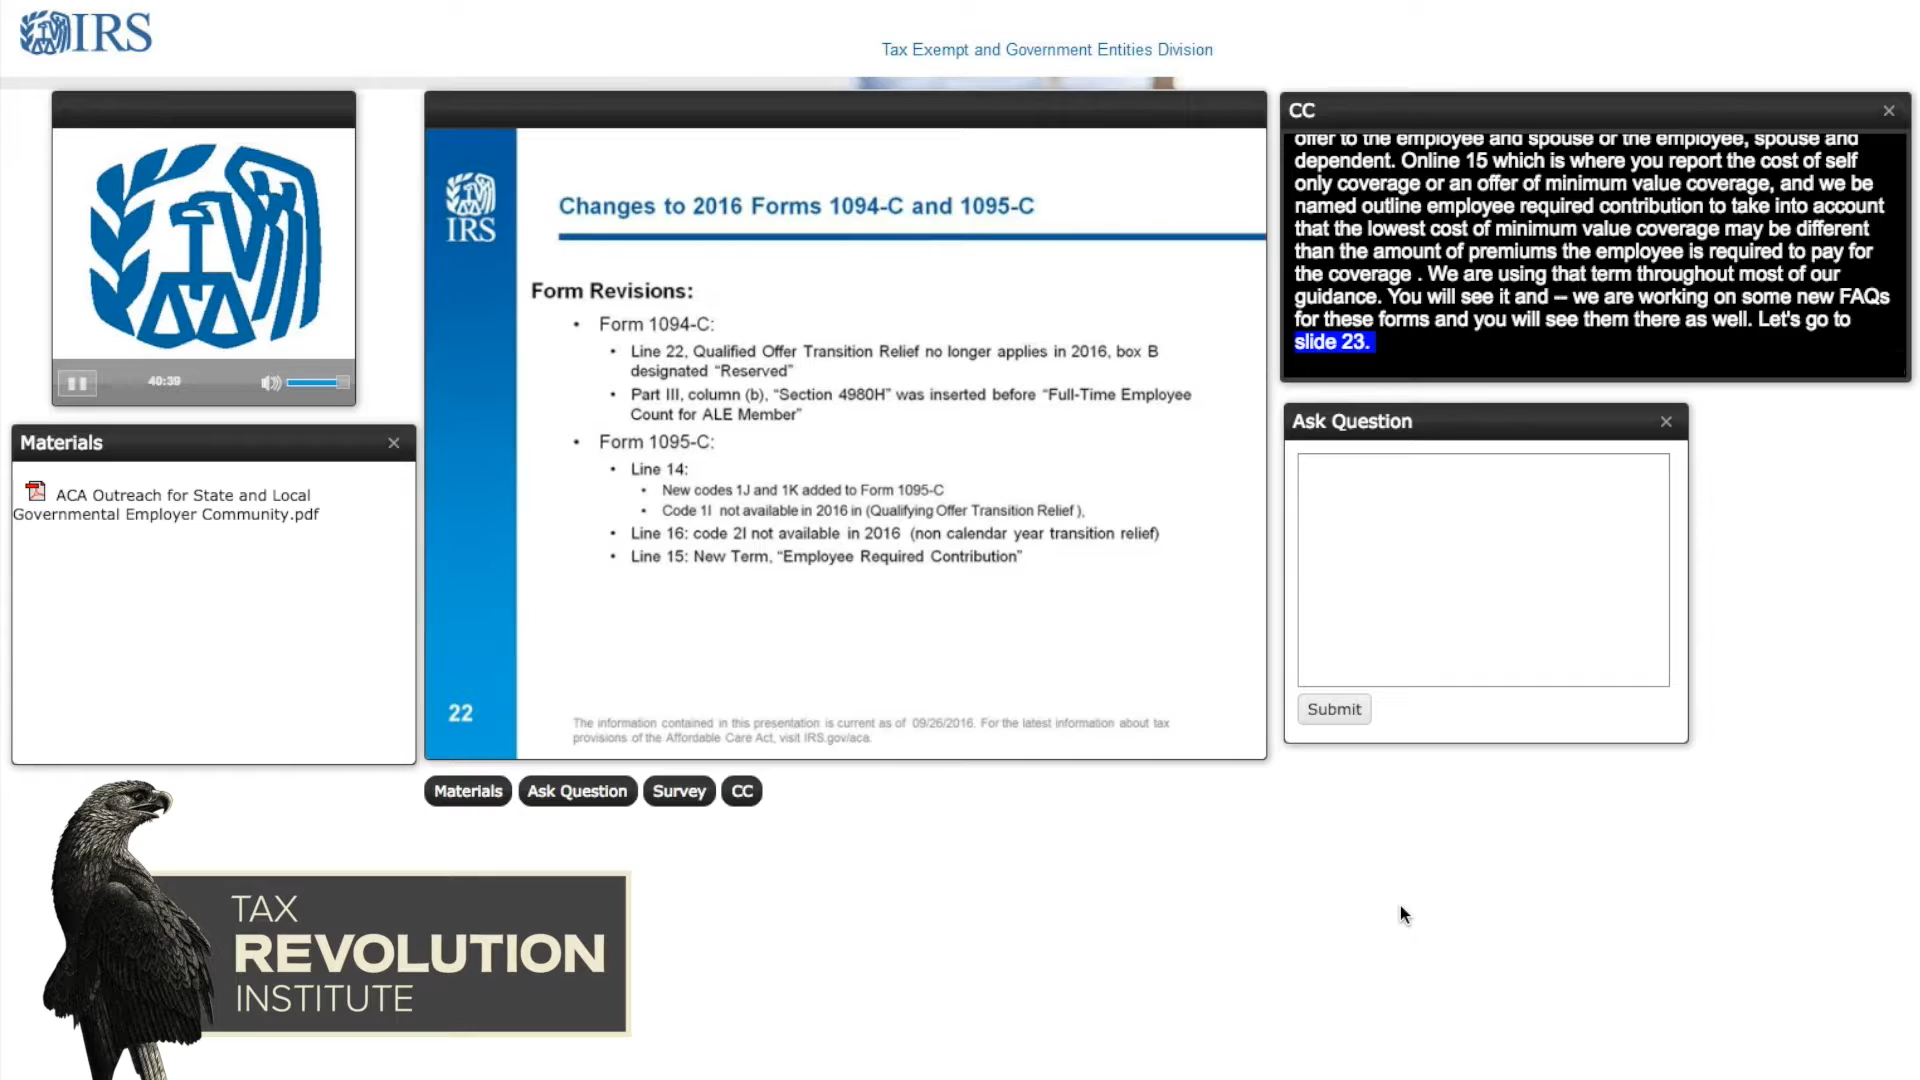 IRS
Tax Exempt and Government Entities Division
40:39
Materials
ACA Outreach for State and Local
Governmental Employer Community.pdf
IRS
Changes to 2016 Forms 1094-C and 1095-C
Form Revisions:
• Form 1094-C:
• Line 22, Qualified Offer Transition Relief no longer applies in 2016, box B
designated “Reserved”
• Part III, column (b), “Section 4980H” was inserted before “Full-Time Employee
Count for ALE Member”
• Form 1095-C:
• Line 14:
• New codes 1J and 1K added to Form 1095-C
• Code 1I not available in 2016 in (Qualifying Offer Transition Relief ),
• Line 16: code 2I not available in 2016 (non calendar year transition relief)
• Line 15: New Term, “Employee Required Contribution”
22
The information contained in this presentation is current as of 09/26/2016. For the latest information about tax
provisions of the Affordable Care Act, visit IRS.gov/aca.
Materials Ask Question Survey CC
CC
offer to the employee and spouse or the employee, spouse and
dependent. Online 15 which is where you report the cost of self
only coverage or an offer of minimum value coverage, and we be
named outline employee required contribution to take into account
that the lowest cost of minimum value coverage may be different
than the amount of premiums the employee is required to pay for
the coverage . We are using that term throughout most of our
guidance. You will see it and -- we are working on some new FAQs
for these forms and you will see them there as well. Let's go to
slide 23.
Ask Question
Submit
TAX
REVOLUTION
INSTITUTE